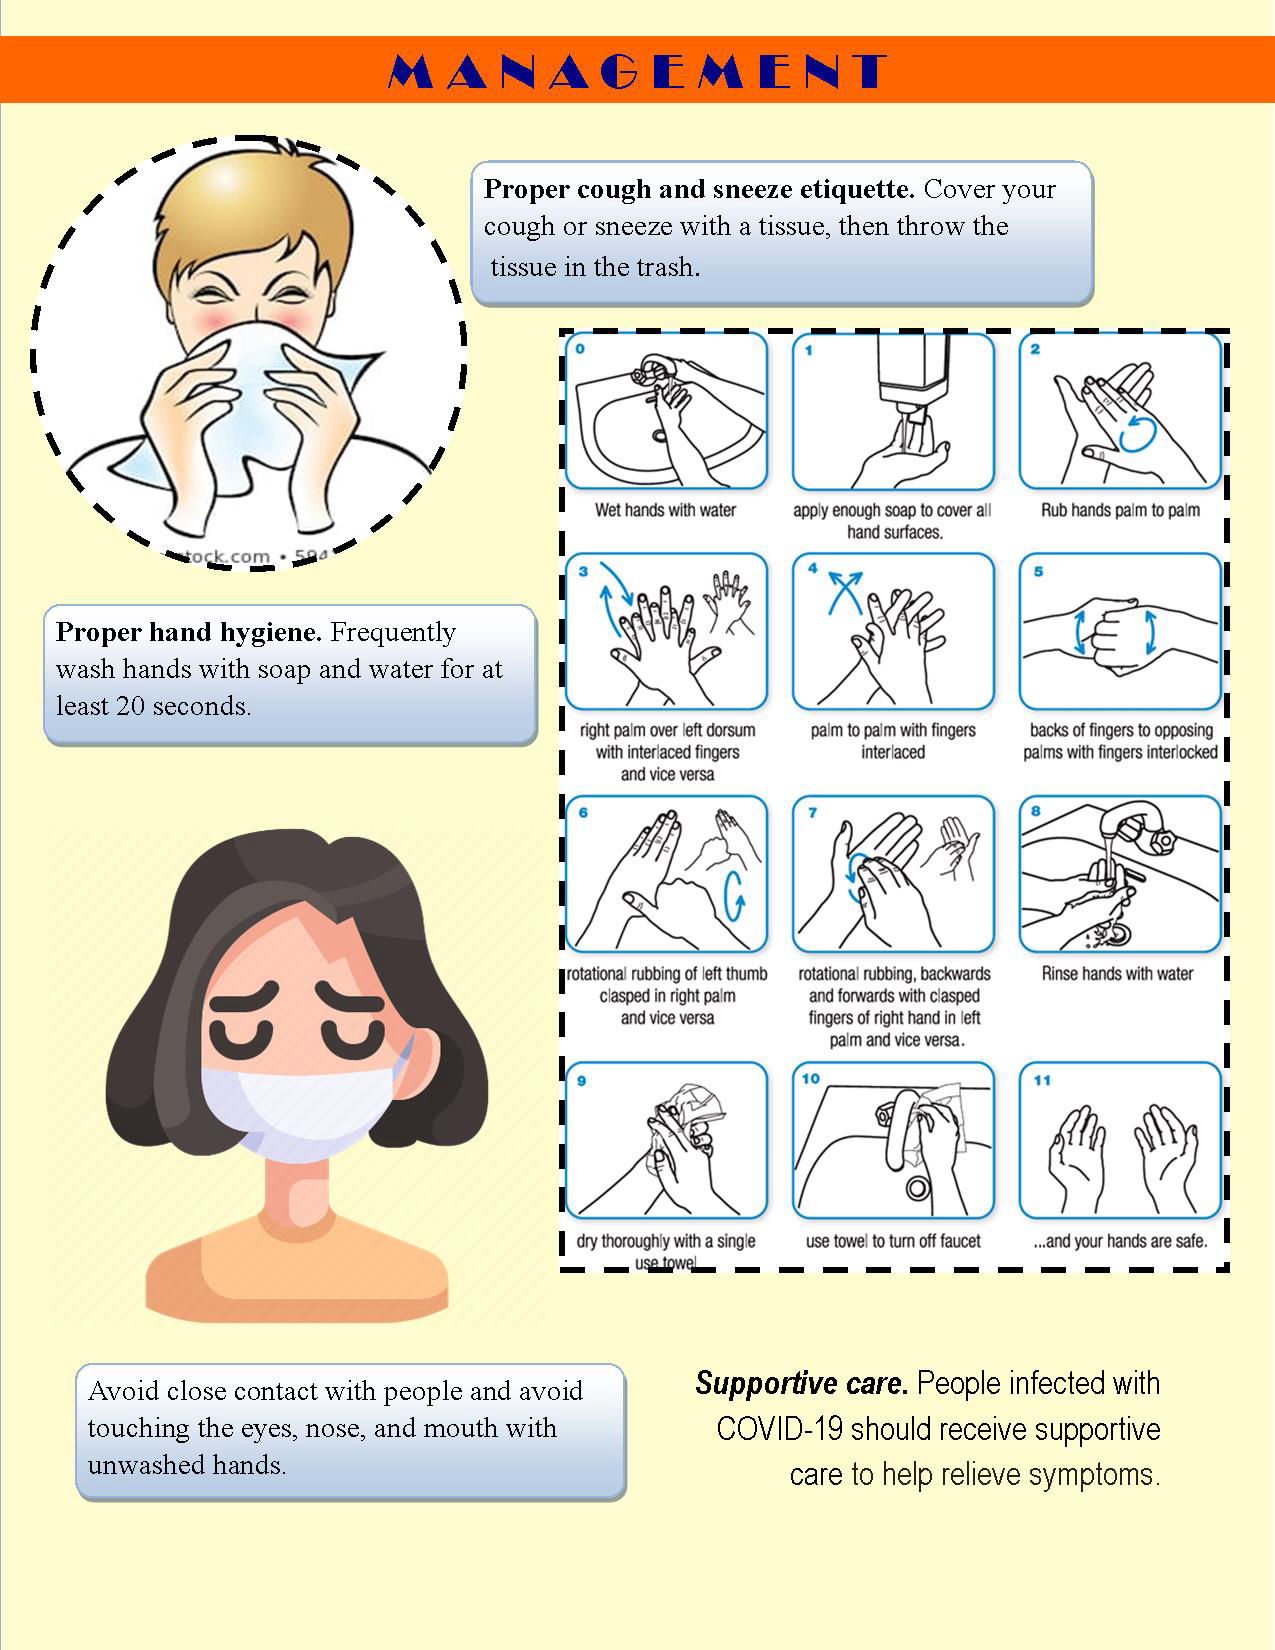 MANAGEMENT
Proper cough and sneeze etiquette. Cover your
cough or sneeze with a tissue, then throw the
tissue in the trash.
stock.com • 594
Proper hand hygiene. Frequently
wash hands with soap and water for at
least 20 seconds.
0
Wet hands with water
1
apply enough soap to cover all
hand surfaces.
2
Rub hands palm to palm
3
right palm over left dorsum
with interlaced fingers
and vice versa
4
palm to palm with fingers
interlaced
5
backs of fingers to opposing
palms with fingers interlocked
6
rotational rubbing of left thumb
clasped in right palm
and vice versa
7
rotational rubbing, backwards
and forwards with clasped
fingers of right hand in left
palm and vice versa.
8
Rinse hands with water
9
dry thoroughly with a single
use towel
10
use towel to turn off faucet
11
...and your hands are safe.
Avoid close contact with people and avoid
touching the eyes, nose, and mouth with
unwashed hands.
Supportive care. People infected with
COVID-19 should receive supportive
care to help relieve symptoms.